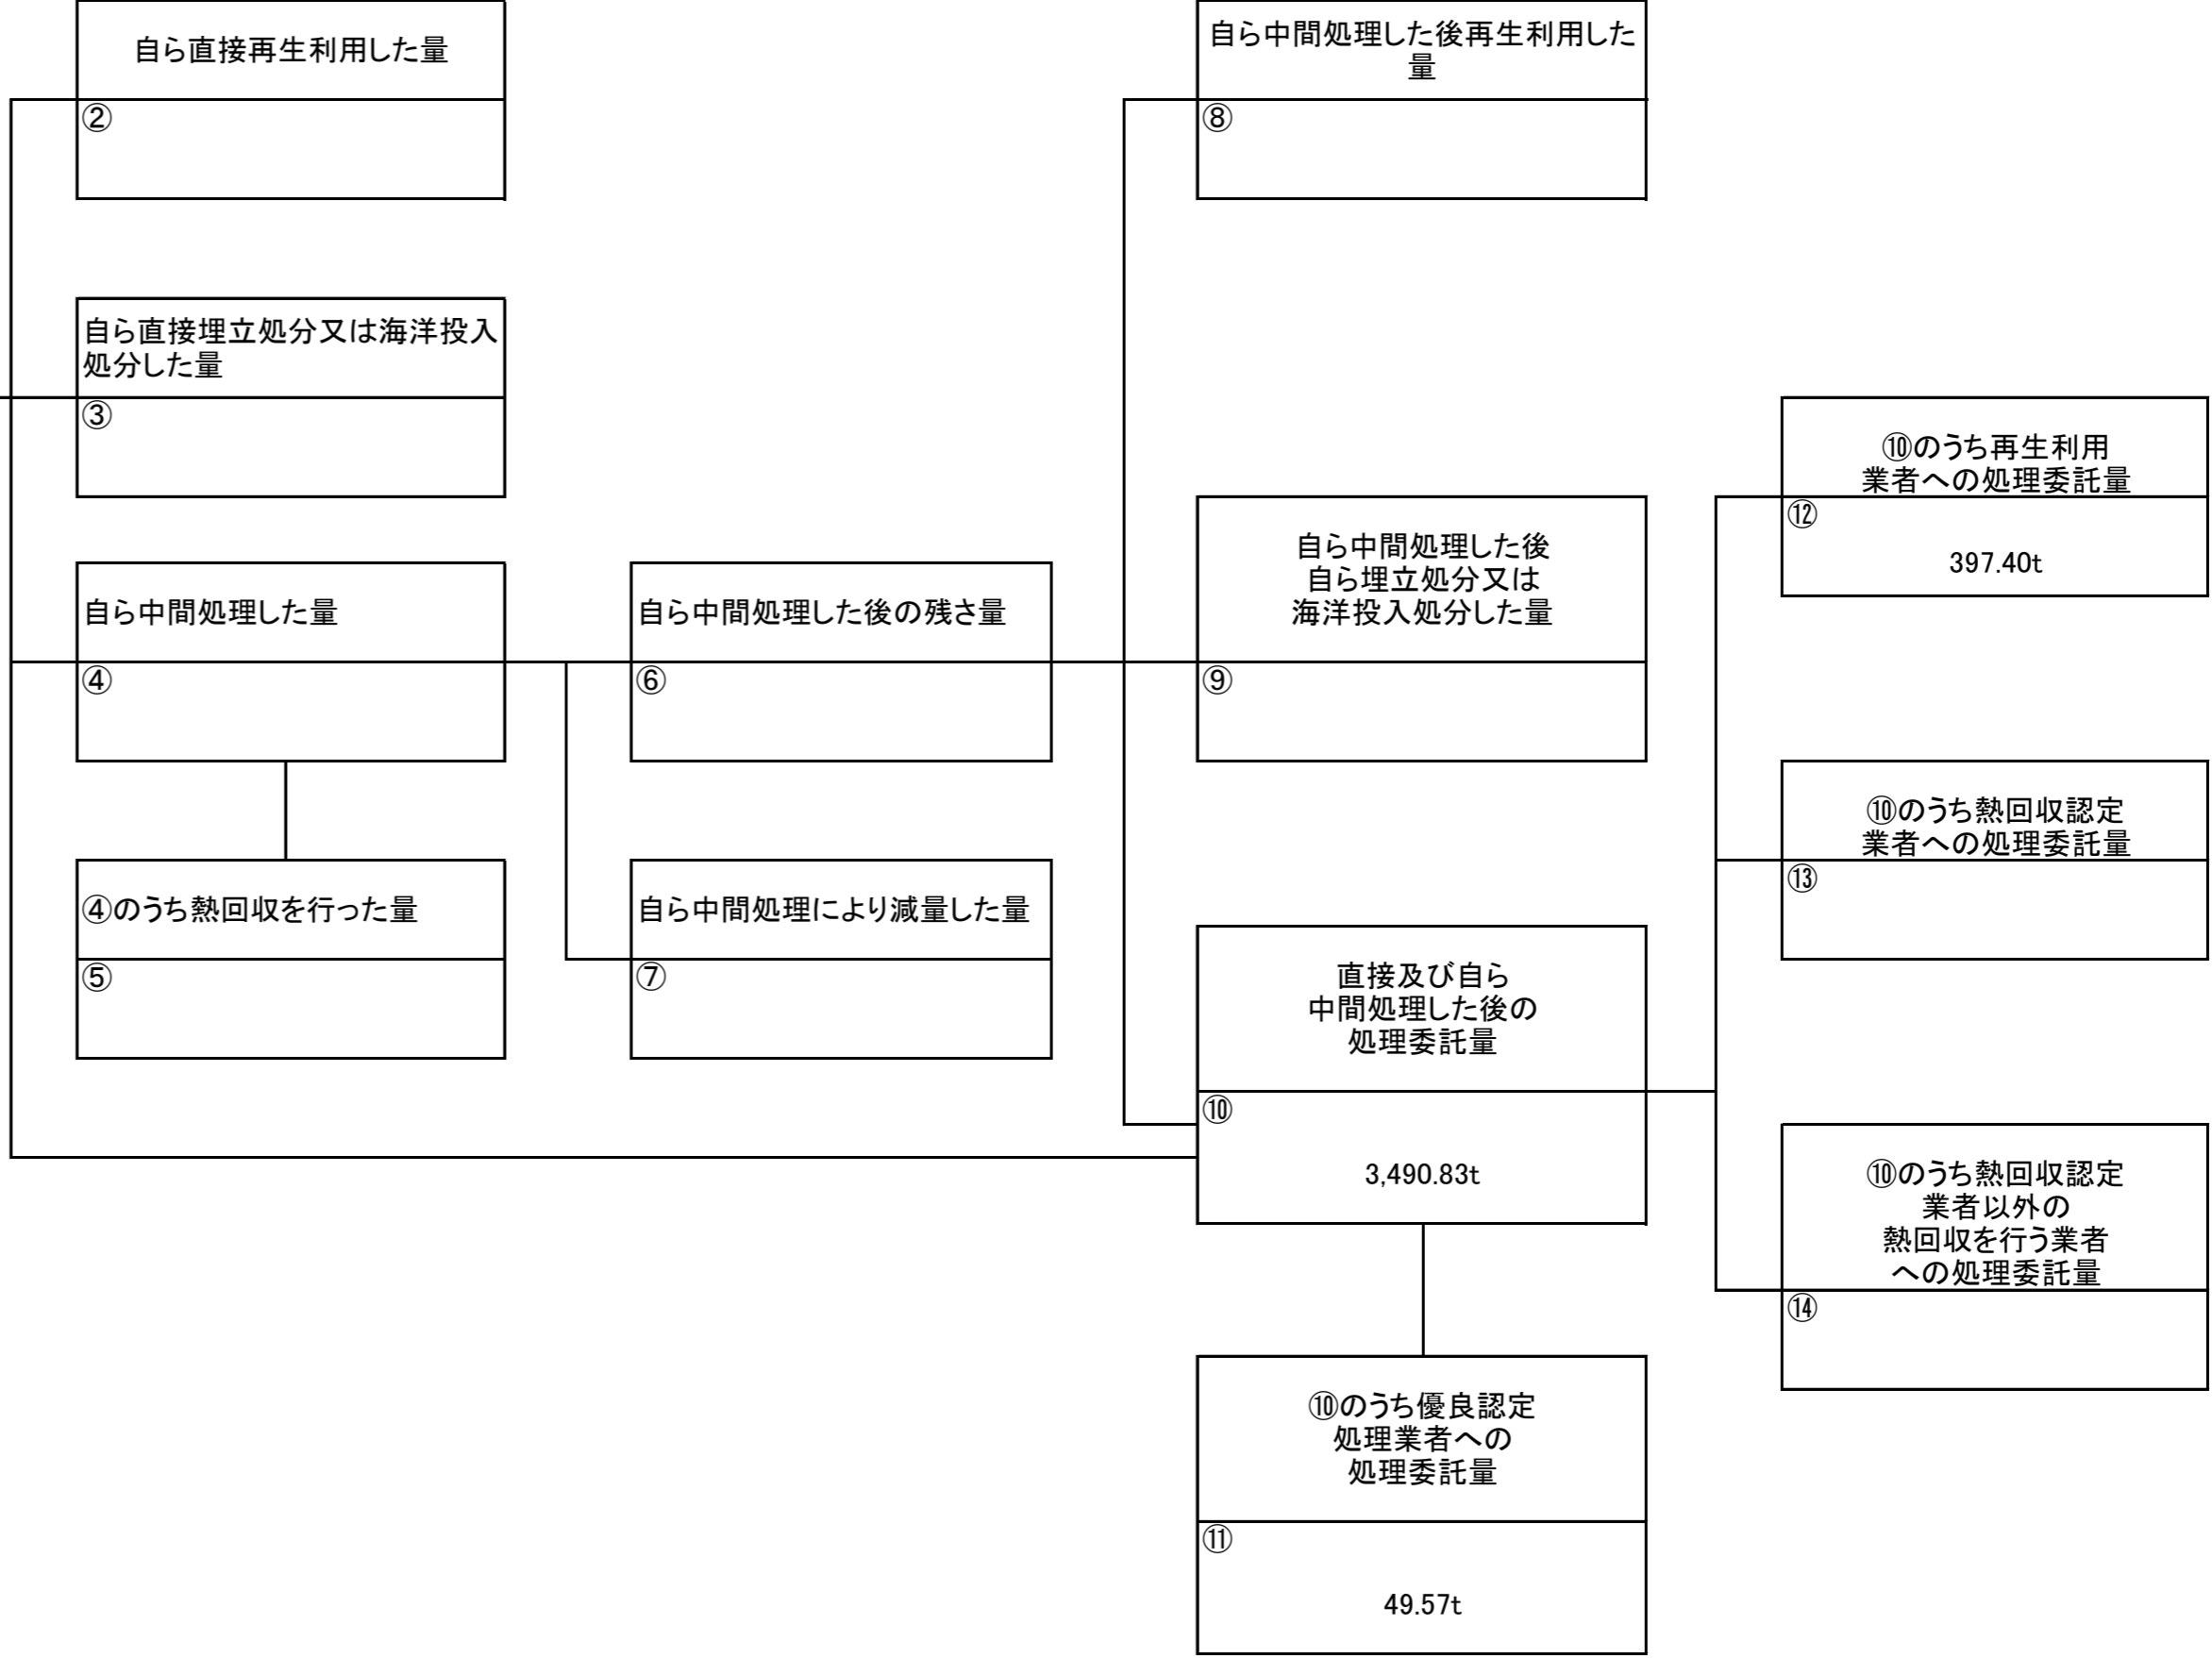 自ら直接再生利用した量
②
自ら直接埋立処分又は海洋投入
処分した量
③
自ら中間処理した量
④
④のうち熱回収を行った量
⑤
自ら中間処理した後の残さ量
⑥
自ら中間処理により減量した量
⑦
自ら中間処理した後再生利用した
量
⑧
自ら中間処理した後
自ら埋立処分又は
海洋投入処分した量
⑨
直接及び自ら
中間処理した後の
処理委託量
⑩
3,490.83t
⑩のうち優良認定
処理業者への
処理委託量
⑪
49.57t
⑩のうち再生利用
業者への処理委託量
⑫
397.40t
⑩のうち熱回収認定
業者への処理委託量
⑬
⑩のうち熱回収認定
業者以外の
熱回収を行う業者
への処理委託量
⑭